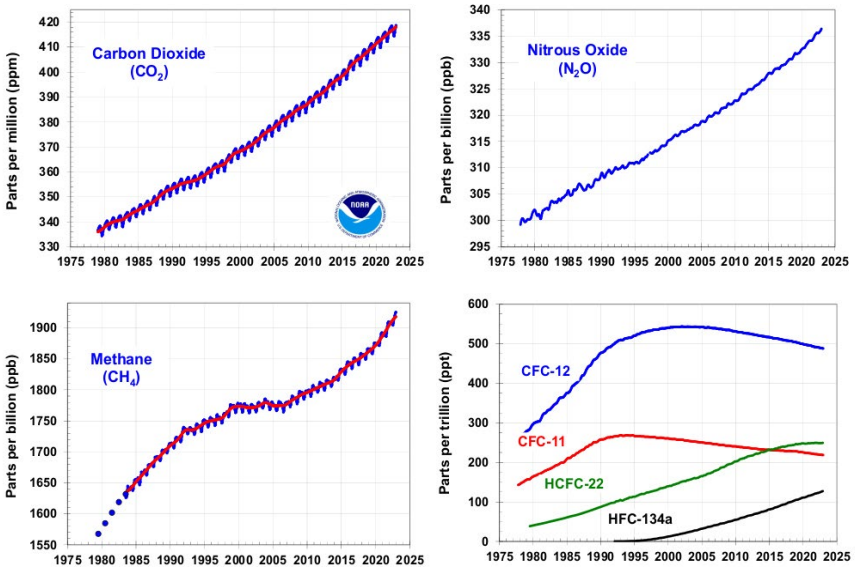 Parts per million (ppm)
420
410
400
390
380
370
360
350
340
330
Carbon Dioxide
(CO₂)
NOAA
1975 1980 1985 1990 1995 2000 2005 2010 2015 2020 2025
Parts per billion (ppb)
340
335
330
325
320
315
310
305
300
295
Nitrous Oxide
(N₂O)
1975 1980 1985 1990 1995 2000 2005 2010 2015 2020 2025
Parts per billion (ppb)
1900
1850
1800
1750
1700
1650
1600
1550
Methane
(CH₄)
1975 1980 1985 1990 1995 2000 2005 2010 2015 2020 2025
Parts per trillion (ppt)
600
500
400
300
200
100
0
CFC-12
CFC-11
HCFC-22
HFC-134a
1975 1980 1985 1990 1995 2000 2005 2010 2015 2020 2025